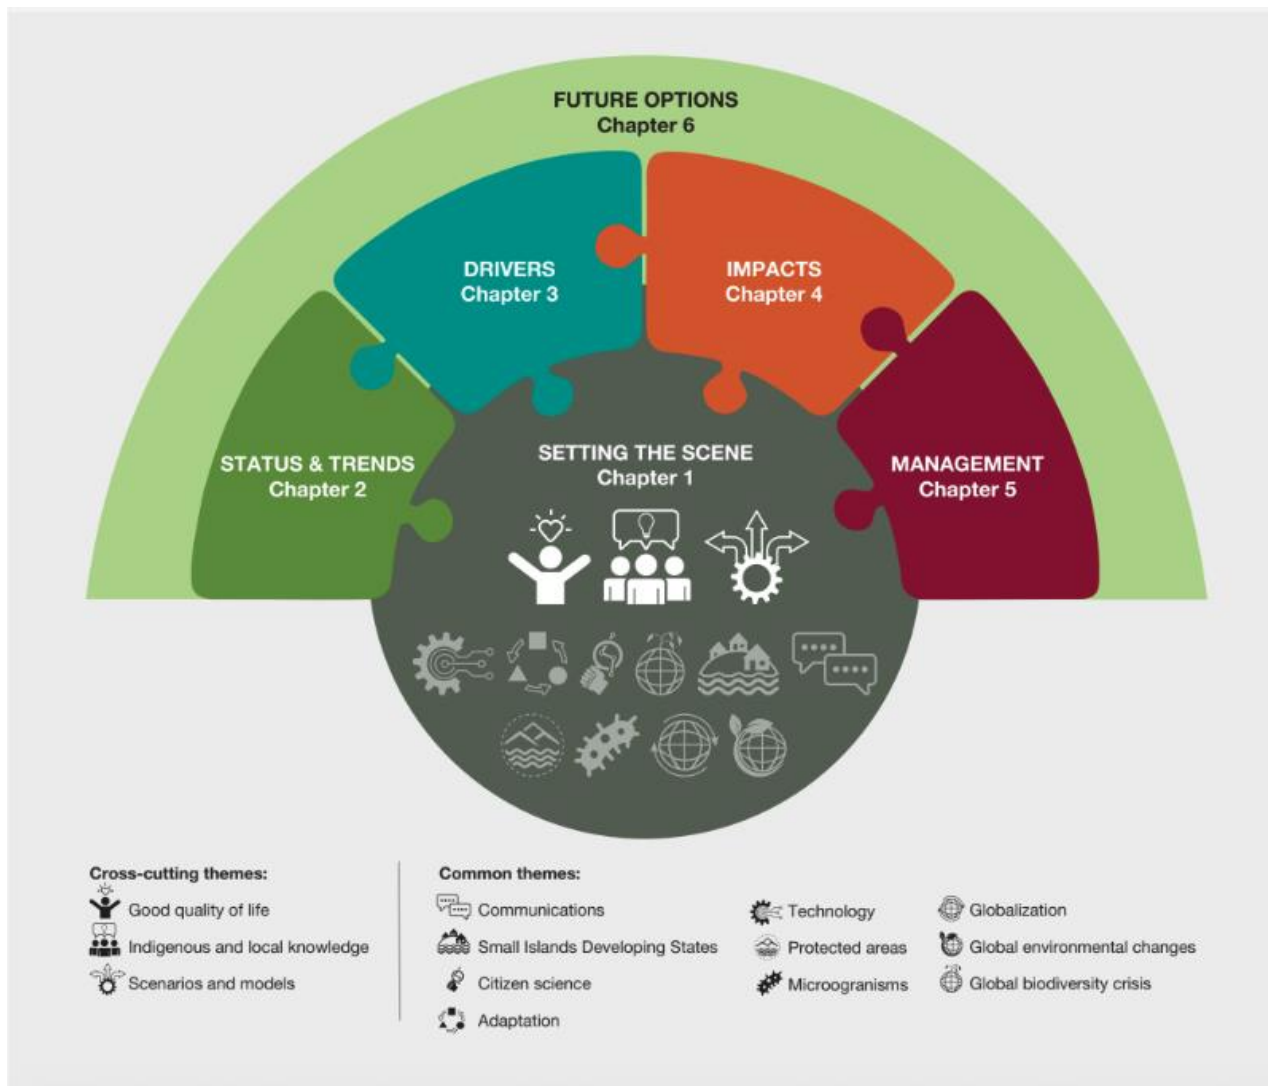 FUTURE OPTIONS
Chapter 6
DRIVERS
Chapter 3
IMPACTS
Chapter 4
STATUS & TRENDS
Chapter 2
SETTING THE SCENE
Chapter 1
MANAGEMENT
Chapter 5
Cross-cutting themes:
Good quality of life
Indigenous and local knowledge
Scenarios and models
Common themes:
Communications
Small Islands Developing States
Citizen science
Adaptation
Technology
Protected areas
Microogranisms
Globalization
Global environmental changes
Global biodiversity crisis